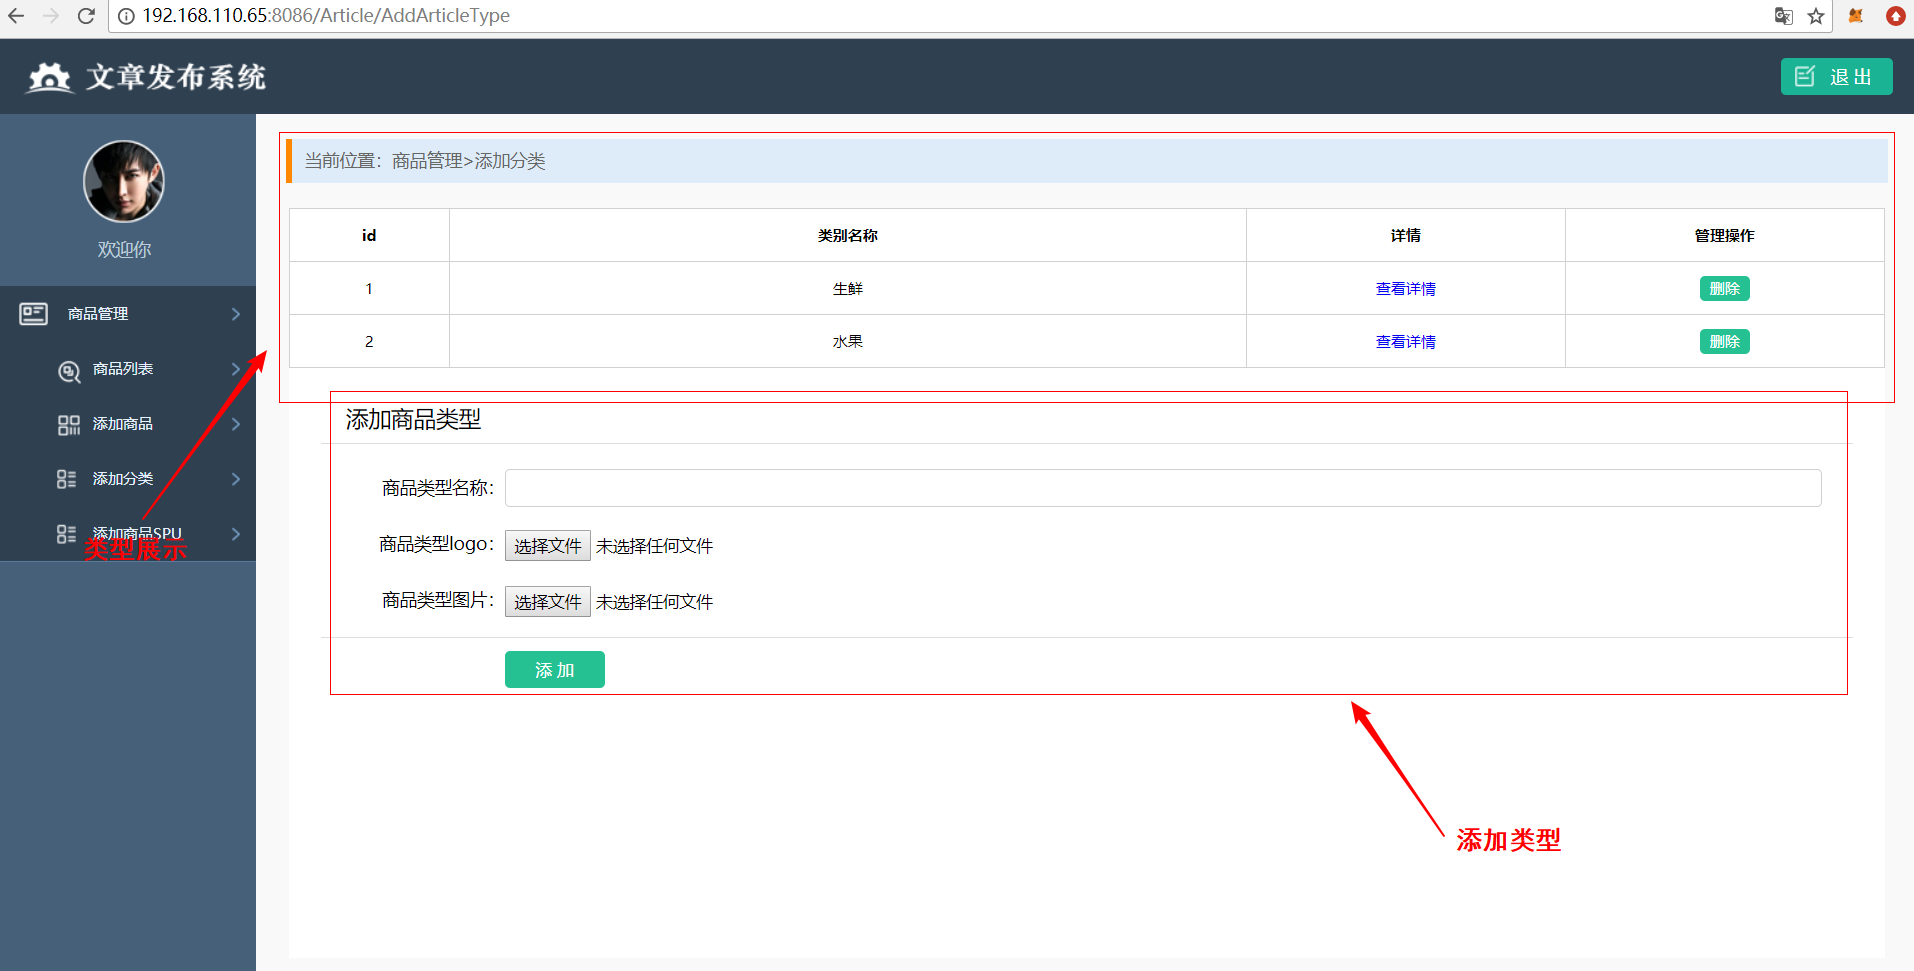 192.168.110.65:8086/Article/AddArticleType
文章发布系统
退出
欢迎你
商品管理
商品列表
添加商品
添加分类
添加商品SPU
类型展示
当前位置：商品管理>添加分类
id 类别名称 详情 管理操作
1 生鲜 查看详情 删除
2 水果 查看详情 删除
添加商品类型
商品类型名称：
商品类型logo： 选择文件 未选择任何文件
商品类型图片： 选择文件 未选择任何文件
添加
添加类型